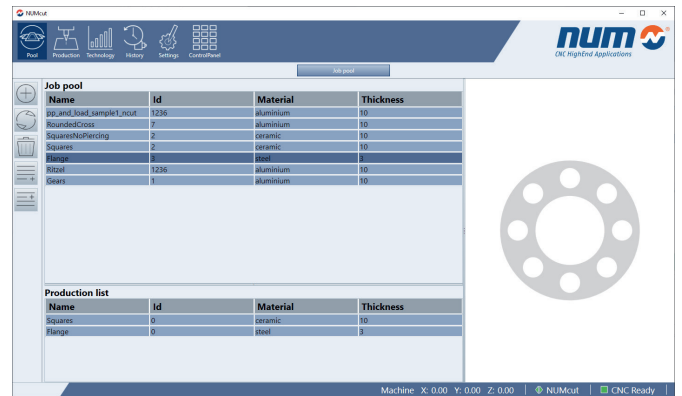 NUMcut
Pool Production Technology History Settings ControlPanel
num
CNC HighEnd Applications
Job pool
Job pool
Name Id Material Thickness
pp_and_load_sample1_ncut 1236 aluminium 10
RoundedCross 7 aluminium 10
SquaresNoPiercing 2 ceramic 10
Squares 2 ceramic 10
Flange 3 steel 3
Ritzel 1236 aluminium 10
Gears 1 aluminium 10
Production list
Name Id Material Thickness
Squares 0 ceramic 10
Flange 0 steel 3
Machine X: 0.00 Y: 0.00 Z: 0.00 NUMcut CNC Ready